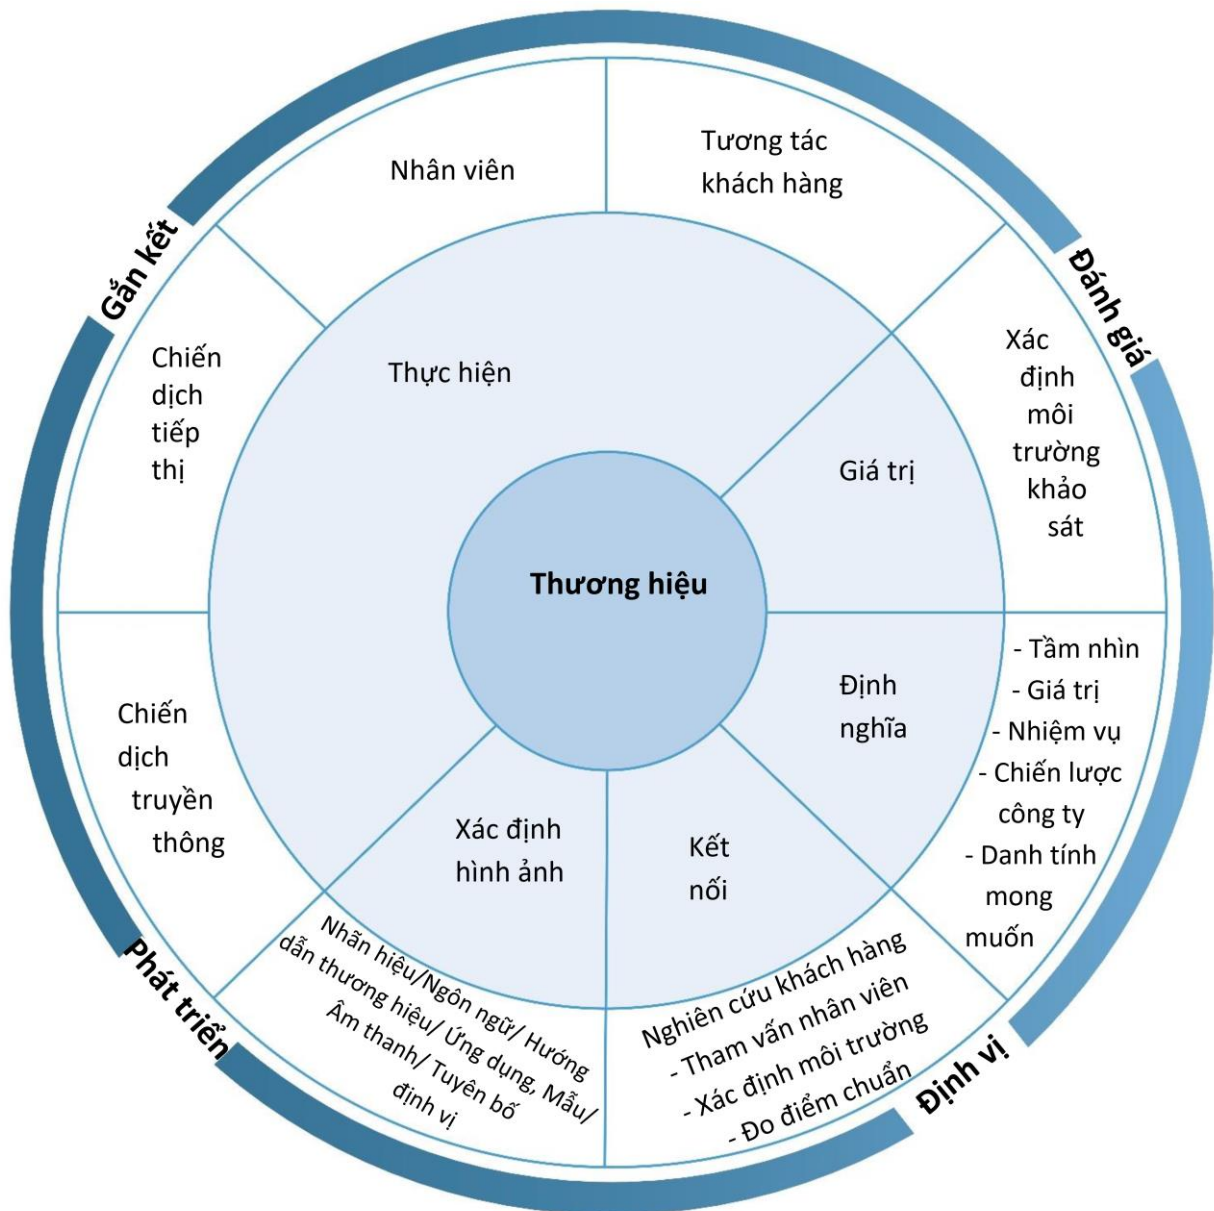 Nhân viên
Tương tác
khách hàng
Gắn kết
Đánh giá
Chiến
dịch
tiếp
thị
Thực hiện
Xác
định
môi
trường
khảo
sát
Giá trị
Thương hiệu
Định
nghĩa
- Tầm nhìn
- Giá trị
- Nhiệm vụ
- Chiến lược
công ty
- Danh tính
mong
muốn
Chiến
dịch
truyền
thông
Xác định
hình ảnh
Kết
nối
Nhãn hiệu/Ngôn ngữ/ Hướng
dẫn thương hiệu/ Ứng dụng, Mẫu/
Âm thanh/ Tuyên bố
định vị
Nghiên cứu khách hàng
- Tham vấn nhân viên
- Xác định môi trường
- Đo điểm chuẩn
Phát triển
Định vị